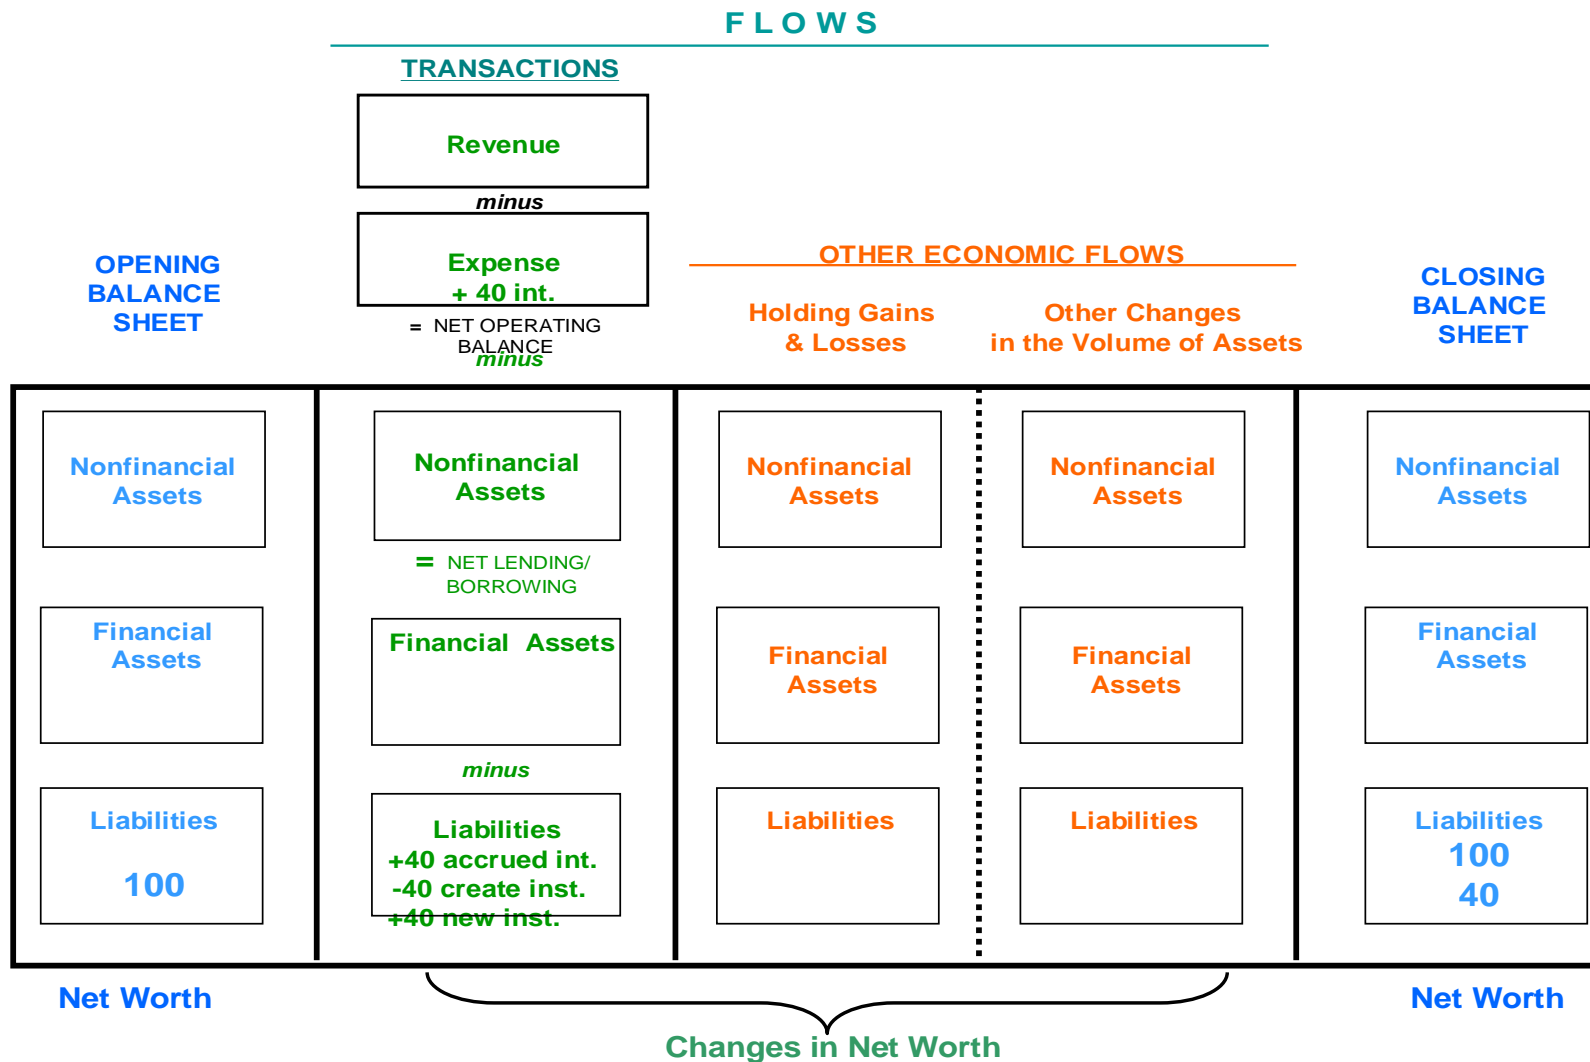 F L O W S
TRANSACTIONS
Revenue
minus
Expense
+ 40 int.
= NET OPERATING
BALANCE
minus
OPENING
BALANCE
SHEET
OTHER ECONOMIC FLOWS
Holding Gains
& Losses
Other Changes
in the Volume of Assets
CLOSING
BALANCE
SHEET
Nonfinancial
Assets
Nonfinancial
Assets
Nonfinancial
Assets
Nonfinancial
Assets
Nonfinancial
Assets
= NET LENDING/
BORROWING
Financial
Assets
Financial Assets
Financial
Assets
Financial
Assets
Financial
Assets
minus
Liabilities
100
Liabilities
+40 accrued int.
-40 create inst.
+40 new inst.
Liabilities
Liabilities
Liabilities
100
40
Net Worth
Net Worth
Changes in Net Worth